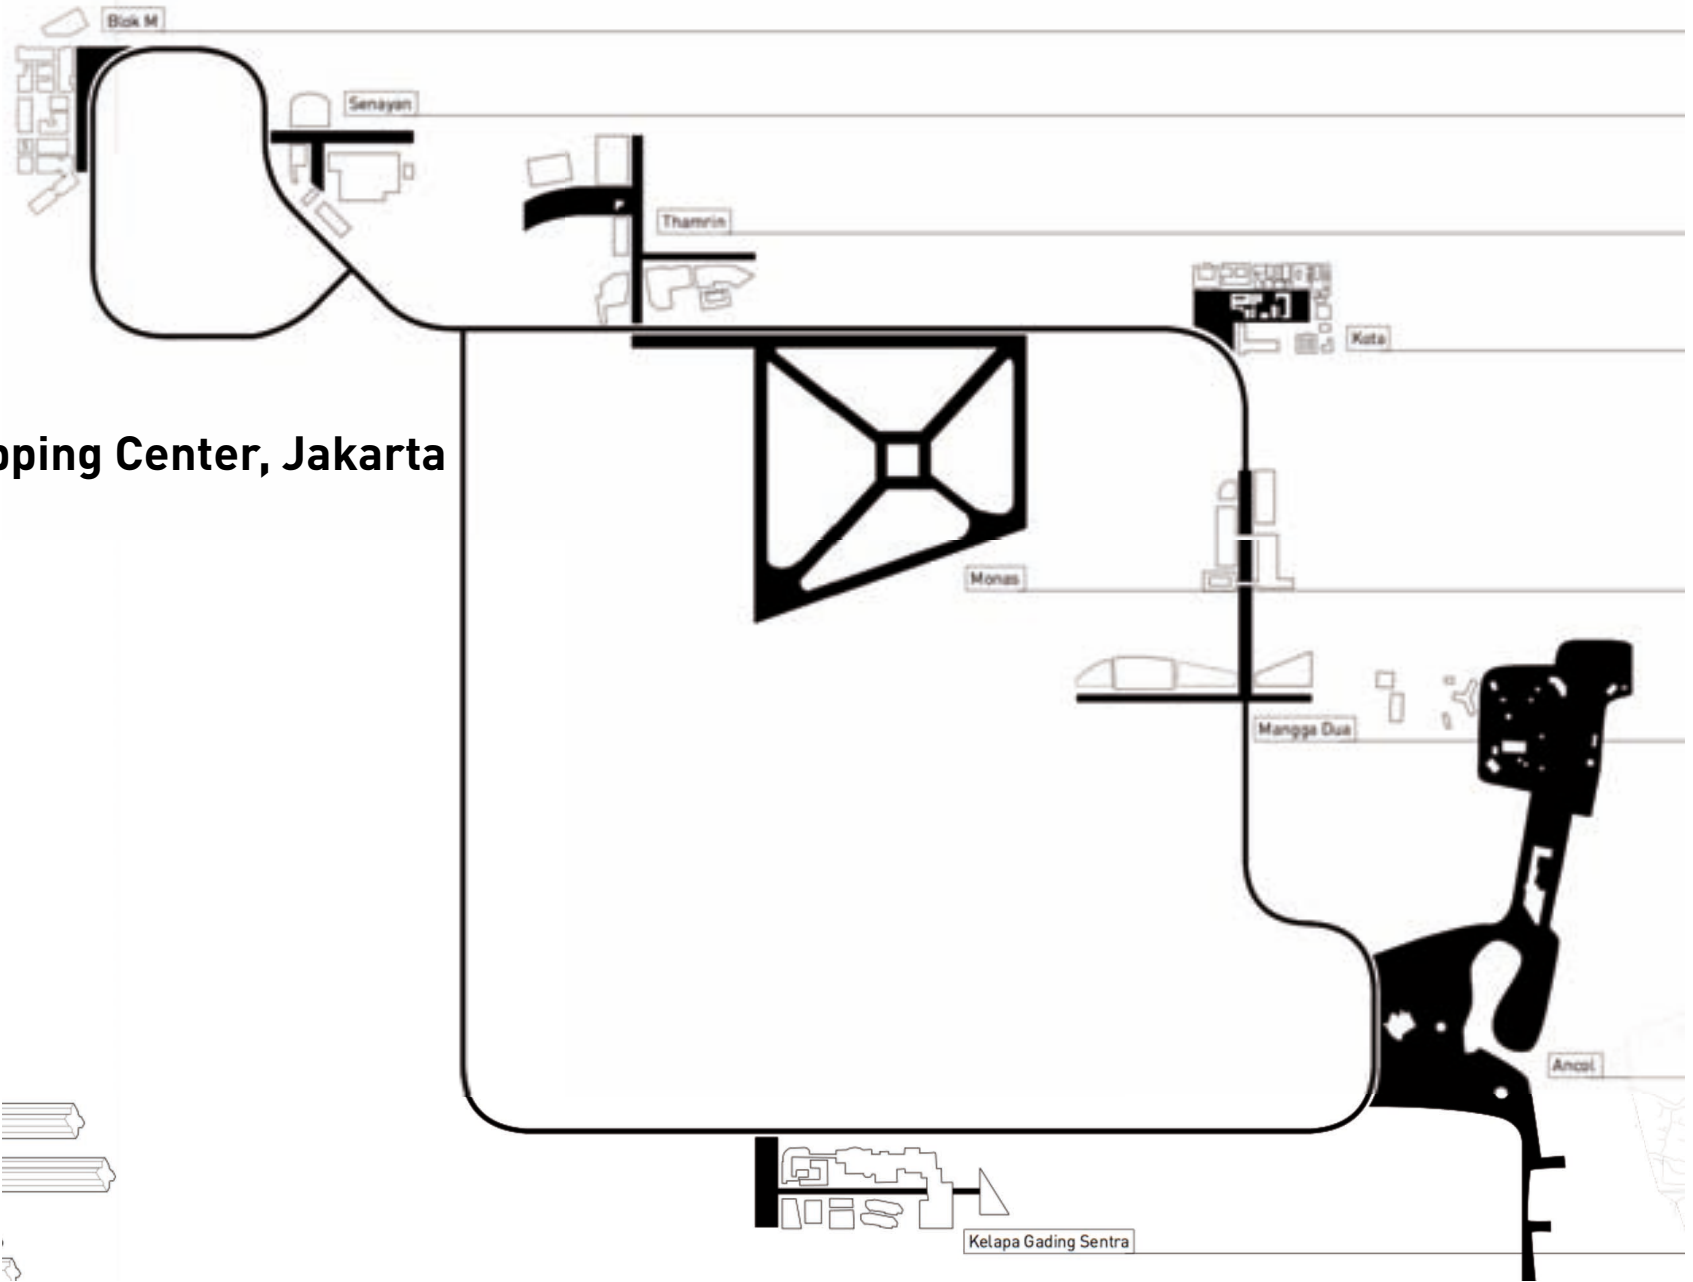 Blok M
Senayan
Thamrin
Kota
pping Center, Jakarta
Monas
Mangga Dua
Ancol
Kelapa Gading Sentra